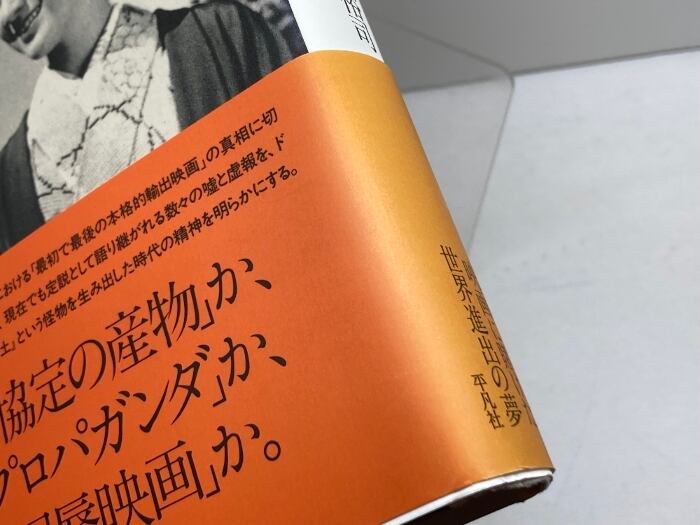 における「最初で最後の本格的輸出映画」の真相に切
現在でも定説として語り継がれる数々の嘘と虚報を、ド
土」という怪物を生み出した時代の精神を明らかにする。
協定の産物」か、
プロパガンダ」か、
辱映画」か。
世界進出の夢
平凡社